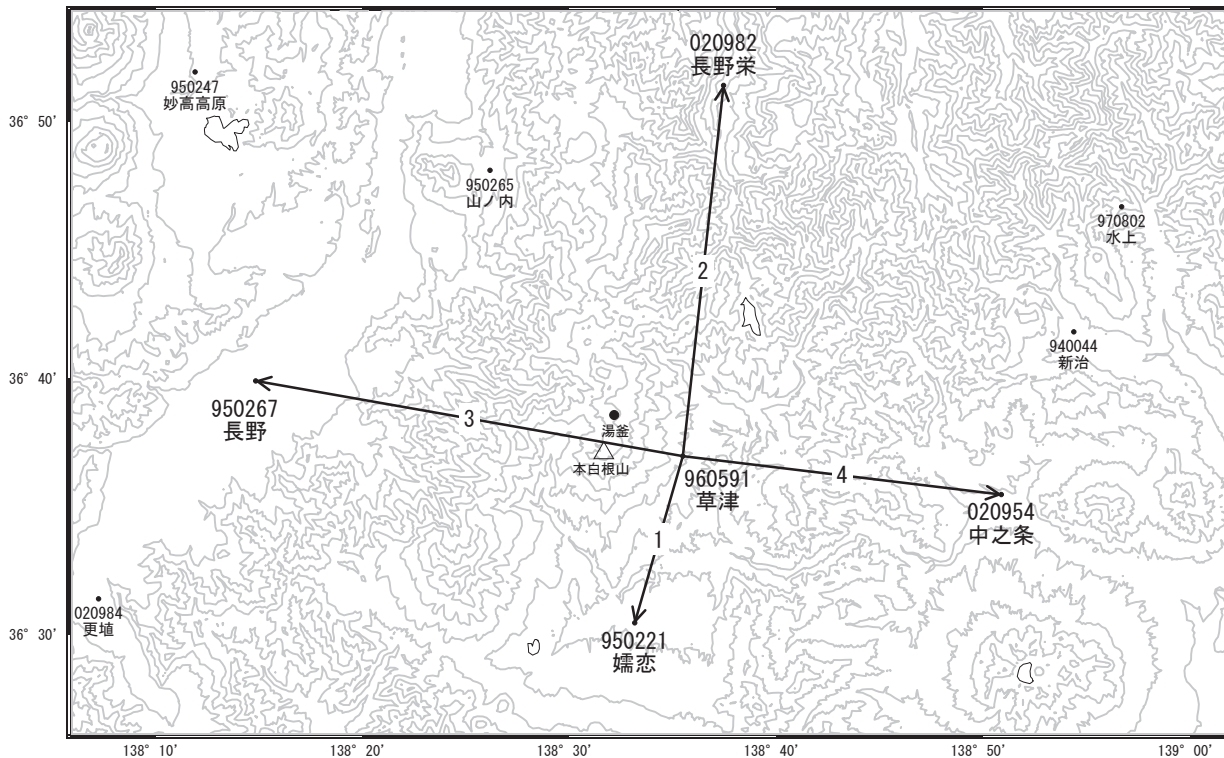 020982
長野栄
950247
妙高高原
36° 50'
950265
山ノ内
970802
水上
2
940044
新治
36° 40'
950267
長野
3
湯釜
本白根山
960591
草津
4
020954
中之条
1
020984
更埴
36° 30'
950221
嬬恋
138° 10'
138° 20'
138° 30'
138° 40'
138° 50'
139° 00'